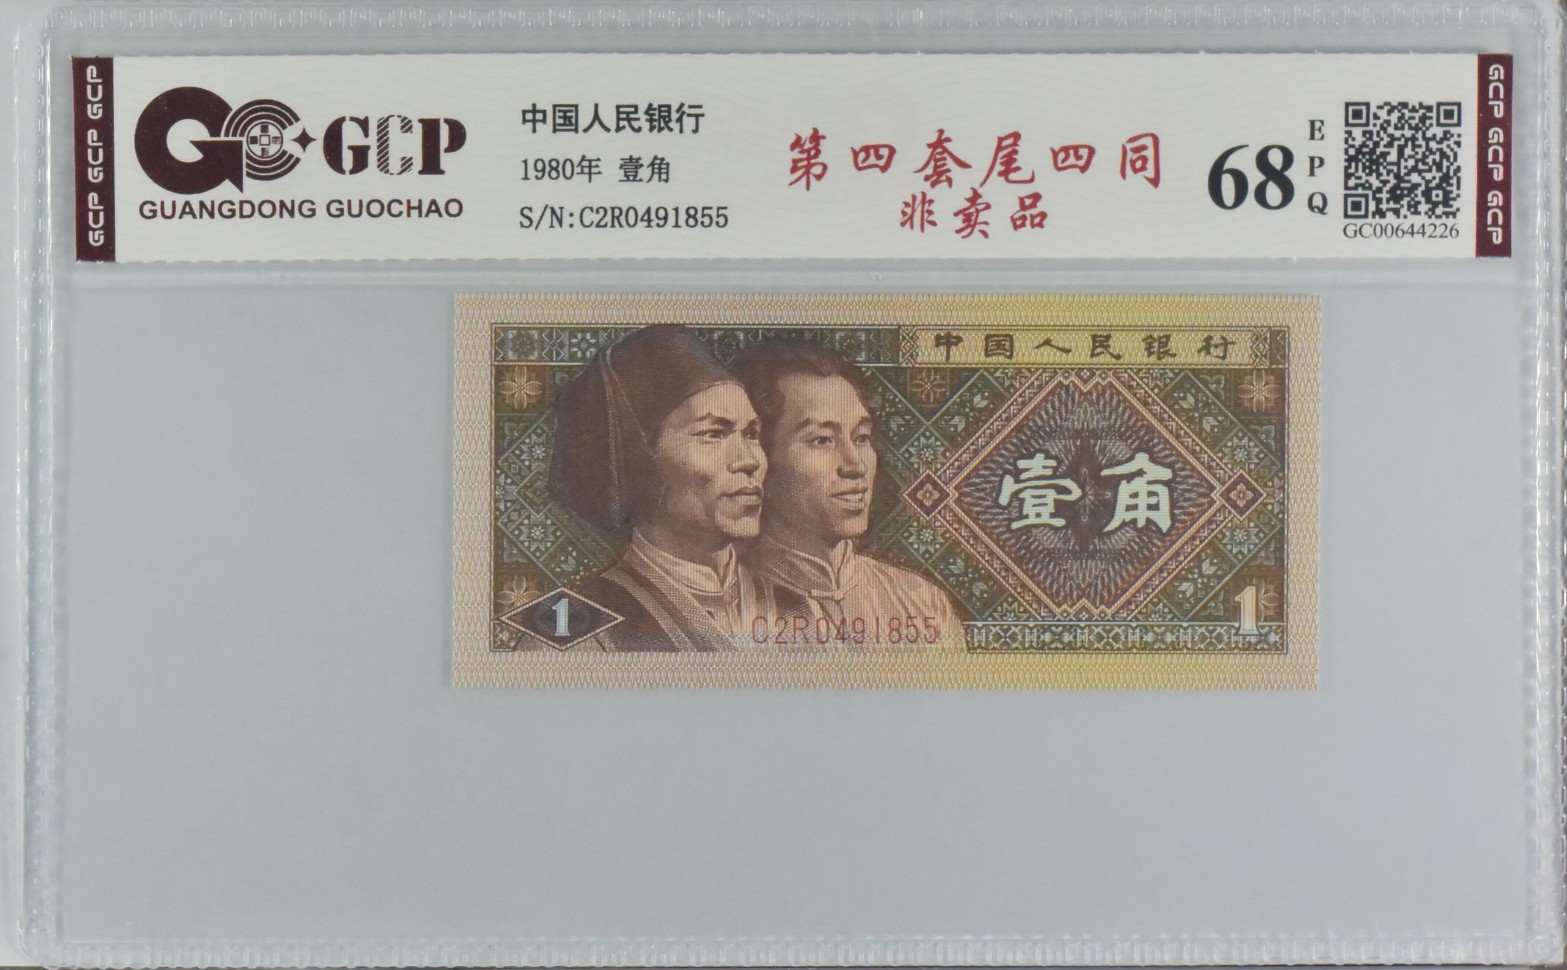 GCP GCP GCP
GC GCP
GUANGDONG GUOCHAO
中国人民银行
1980年 壹角
S/N:C2R0491855
第四套尾四同
非卖品
68
EPQ
GC00644226
GCP GCP GCP
中国人民银行
壹角
1
C2R0491855
1